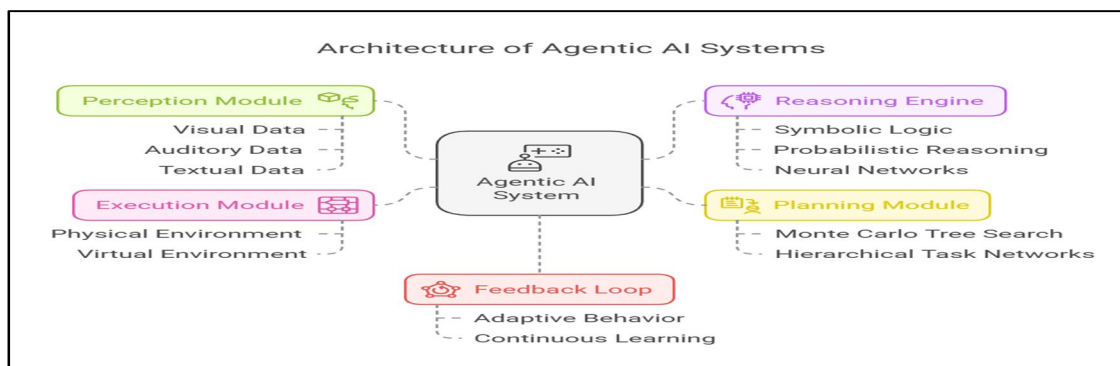 Architecture of Agentic AI Systems
Perception Module
Visual Data
Auditory Data
Textual Data
Execution Module
Physical Environment
Virtual Environment
Agentic AI
System
Reasoning Engine
Symbolic Logic
Probabilistic Reasoning
Neural Networks
Planning Module
Monte Carlo Tree Search
Hierarchical Task Networks
Feedback Loop
Adaptive Behavior
Continuous Learning